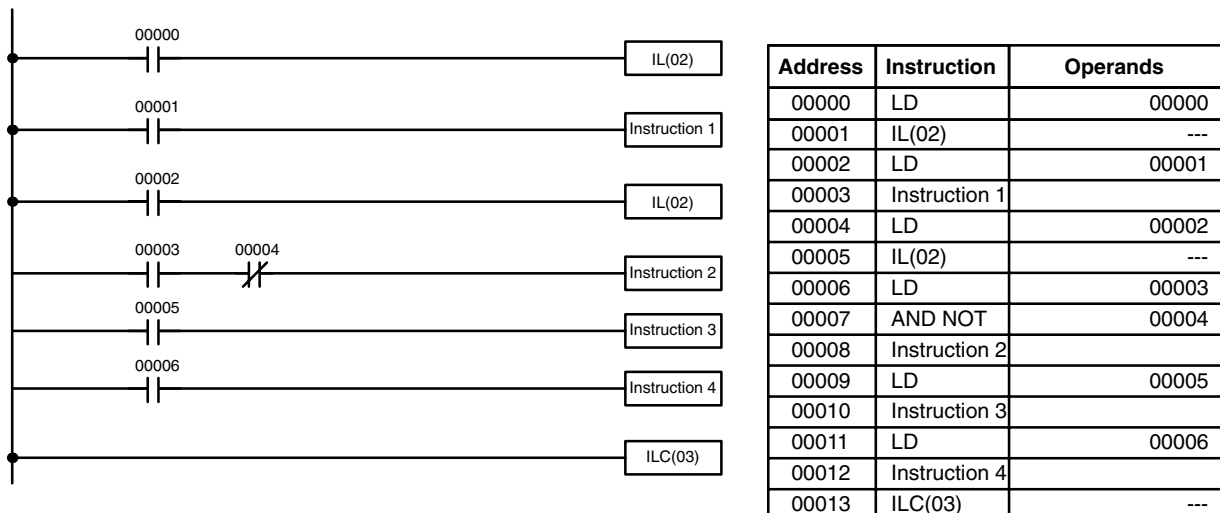 00000
IL(02)
00001
Instruction 1
00002
IL(02)
00003 00004
Instruction 2
00005
Instruction 3
00006
Instruction 4
ILC(03)
Address Instruction Operands
00000 LD 00000
00001 IL(02) ---
00002 LD 00001
00003 Instruction 1
00004 LD 00002
00005 IL(02) ---
00006 LD 00003
00007 AND NOT 00004
00008 Instruction 2
00009 LD 00005
00010 Instruction 3
00011 LD 00006
00012 Instruction 4
00013 ILC(03) ---